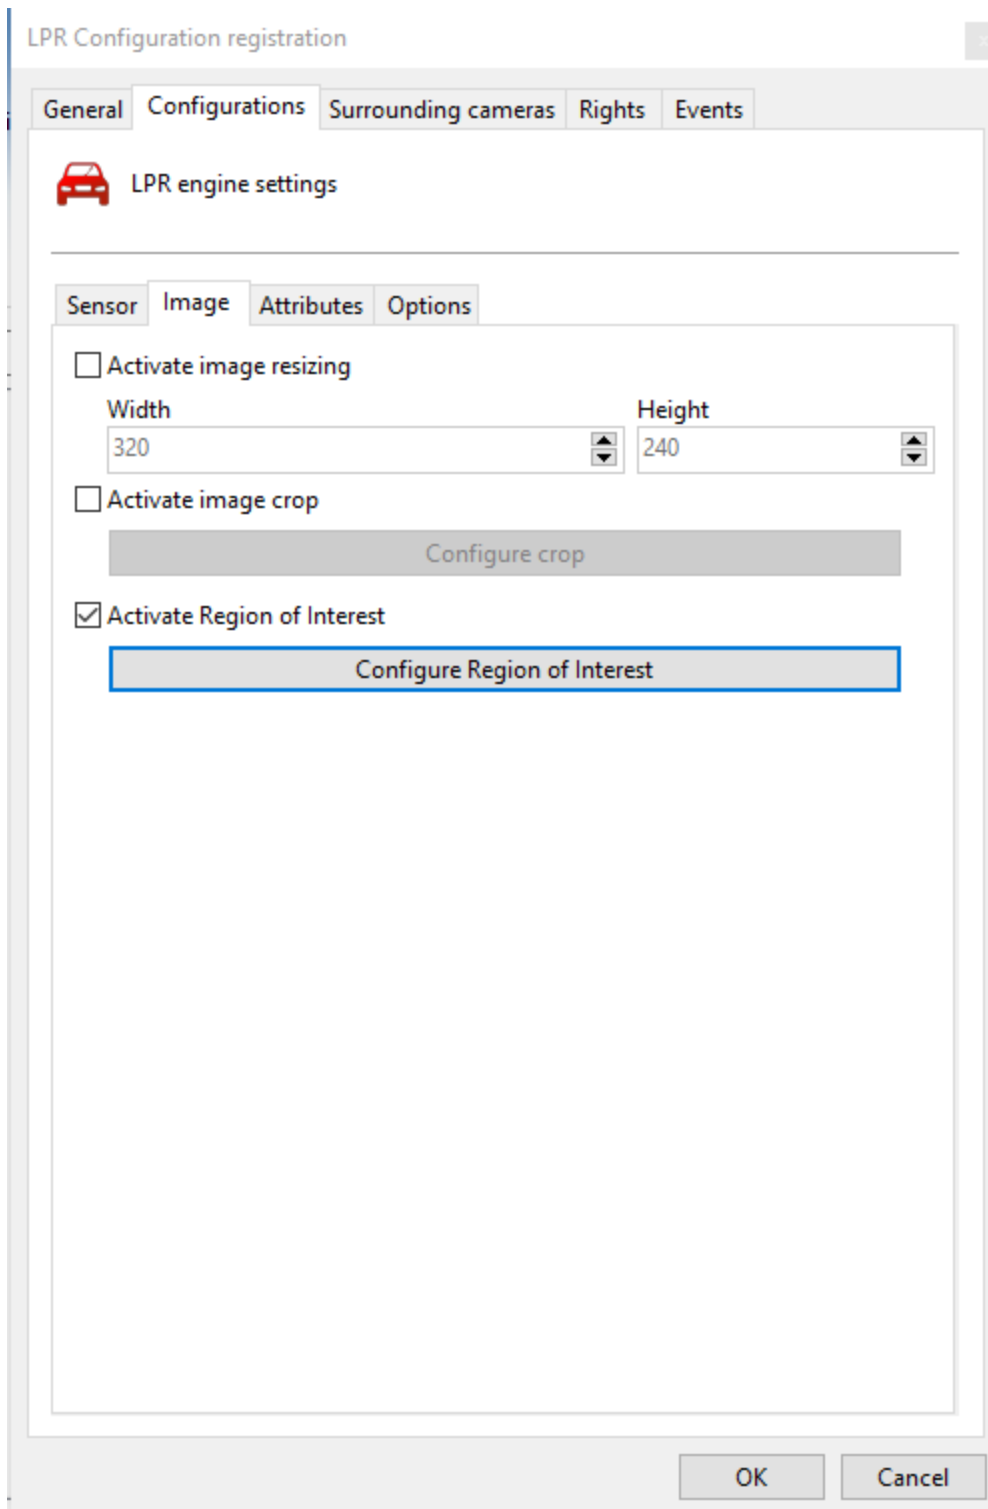 LPR Configuration registration
General Configurations Surrounding cameras Rights Events
LPR engine settings
Sensor Image Attributes Options
Activate image resizing
Width Height
320 240
Activate image crop
Configure crop
Activate Region of Interest
Configure Region of Interest
OK Cancel